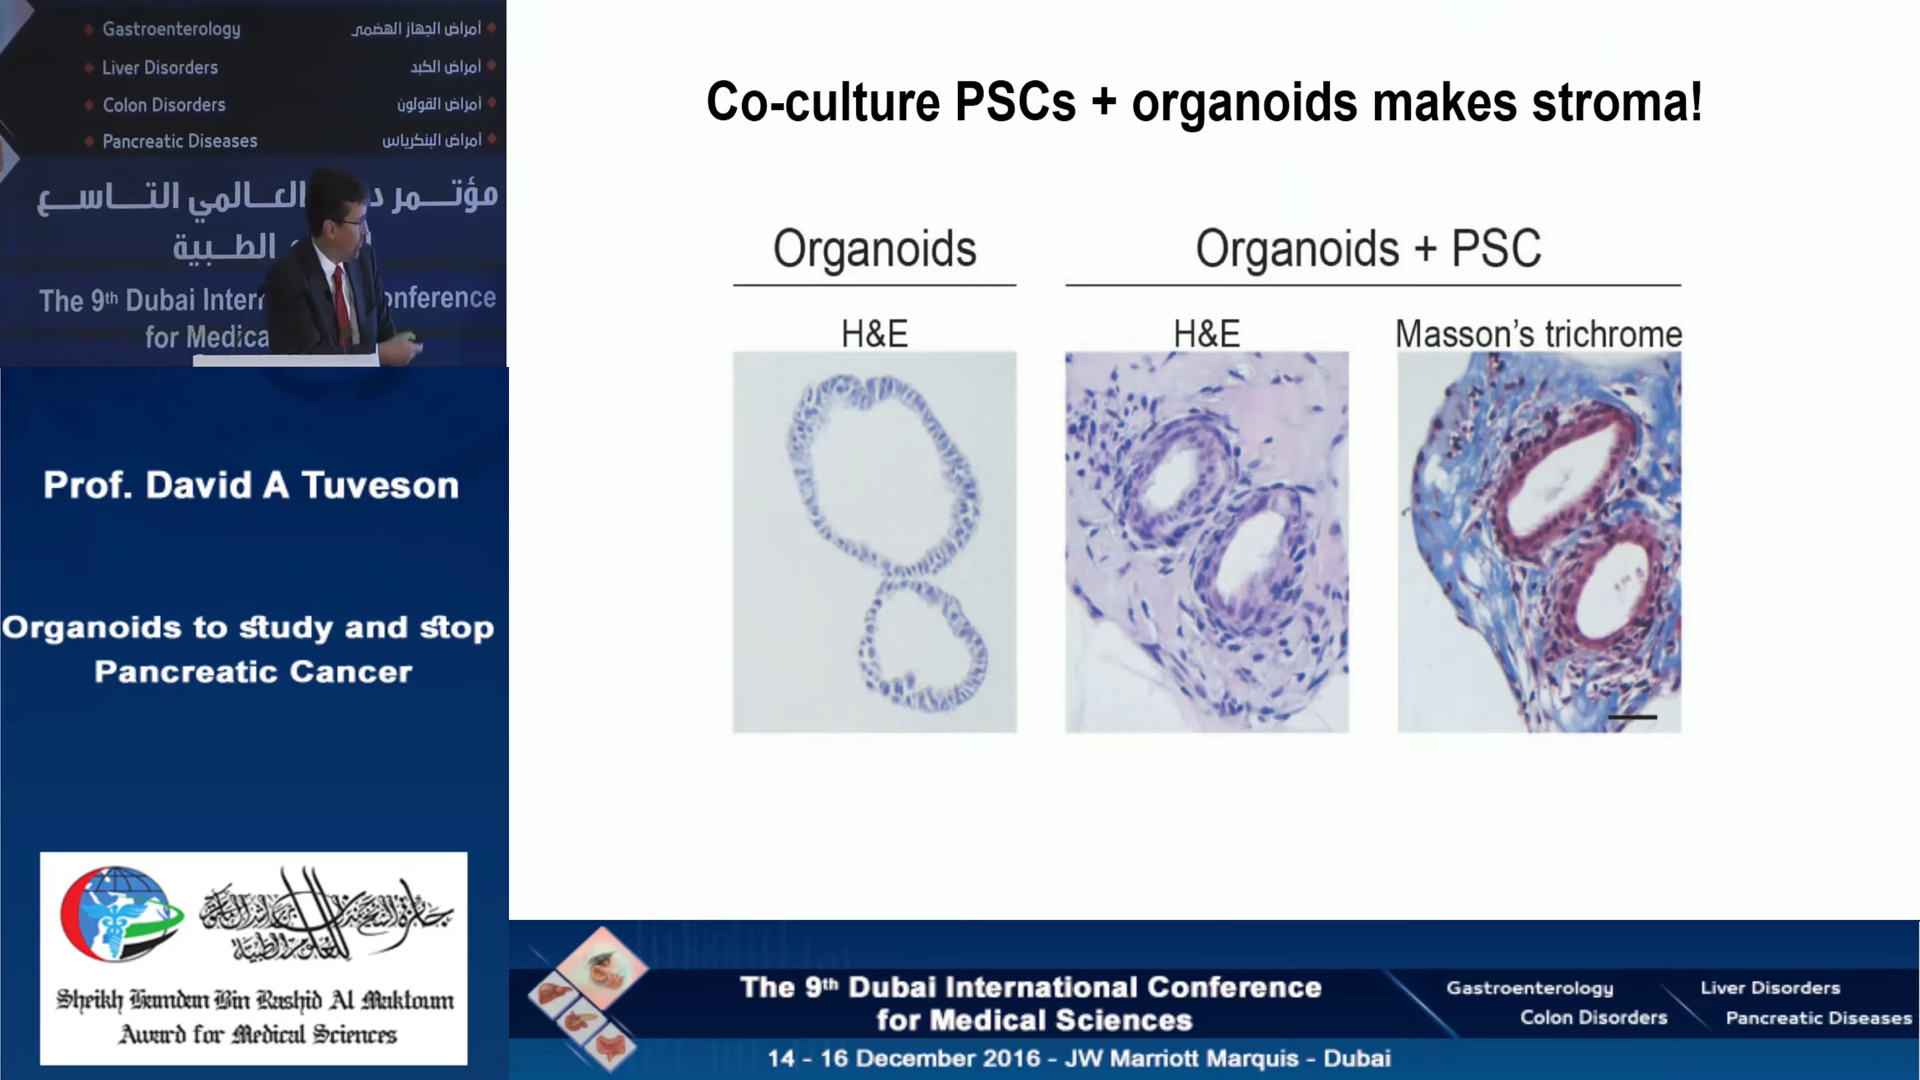 Gastroenterology
أمراض الجهاز الهضمي
Liver Disorders
أمراض الكبد
Colon Disorders
أمراض القولون
Pancreatic Diseases
أمراض البنكرياس
مؤتمر د العالمي التاسع
الطبية
The 9th Dubai Inter onference
for Medica
Prof. David A Tuveson
Organoids to study and stop
Pancreatic Cancer
Sheikh Hamdan Bin Rashid Al Maktoum
Award for Medical Sciences
Co-culture PSCs + organoids makes stroma!
Organoids
Organoids + PSC
H&E
H&E
Masson's trichrome
The 9th Dubai International Conference
for Medical Sciences
14 - 16 December 2016 - JW Marriott Marquis - Dubai
Gastroenterology
Liver Disorders
Colon Disorders
Pancreatic Diseases